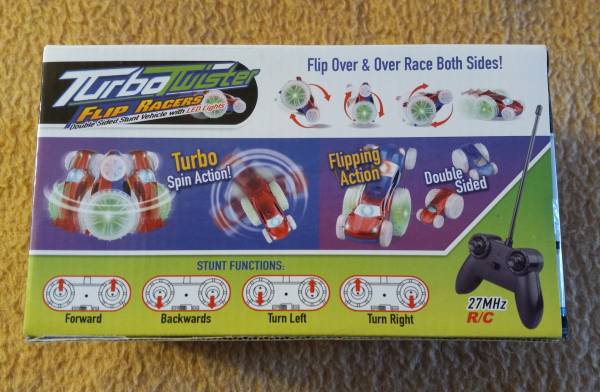 Turbo Twister
FLIP RACERS
Double Sided Stunt Vehicle with LED Lights
Flip Over & Over Race Both Sides!
Turbo
Spin Action!
Flipping
Action
Double
Sided
STUNT FUNCTIONS:
Forward
Backwards
Turn Left
Turn Right
27MHz
R/C